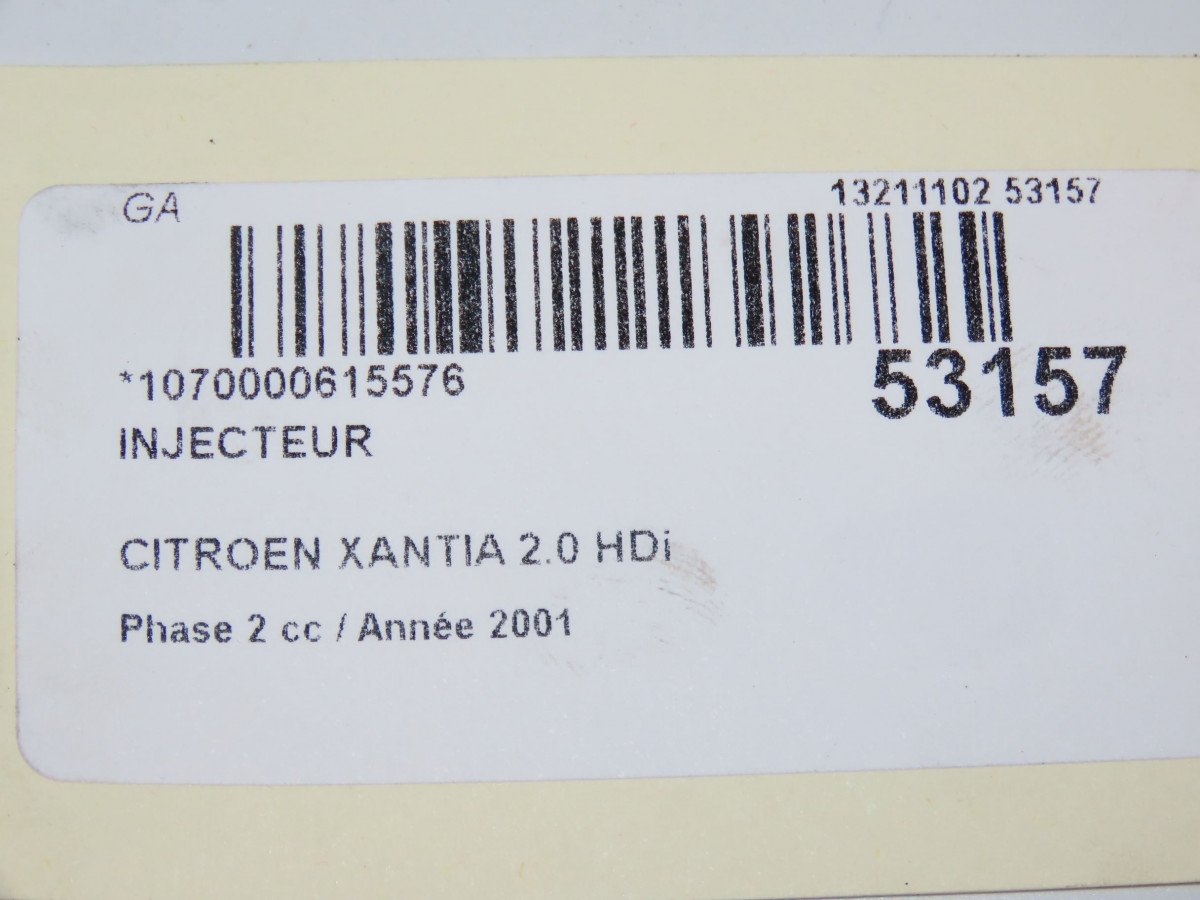 GA
13211102 53157
*1070000615576
53157
INJECTEUR
CITROEN XANTIA 2.0 HDi
Phase 2 cc / Année 2001